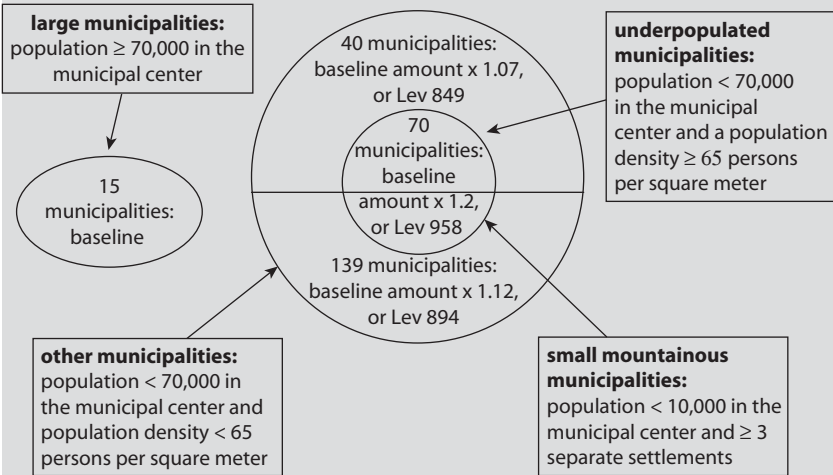 large municipalities:
population ≥ 70,000 in the
municipal center
40 municipalities:
baseline amount x 1.07,
or Lev 849
underpopulated
municipalities:
population < 70,000
in the municipal
center and a population
density ≥ 65 persons
per square meter
70
municipalities:
baseline
amount x 1.2,
or Lev 958
15
municipalities:
baseline
139 municipalities:
baseline amount x 1.12,
or Lev 894
other municipalities:
population < 70,000 in
the municipal center and
population density < 65
persons per square meter
small mountainous
municipalities:
population < 10,000 in the
municipal center and ≥ 3
separate settlements